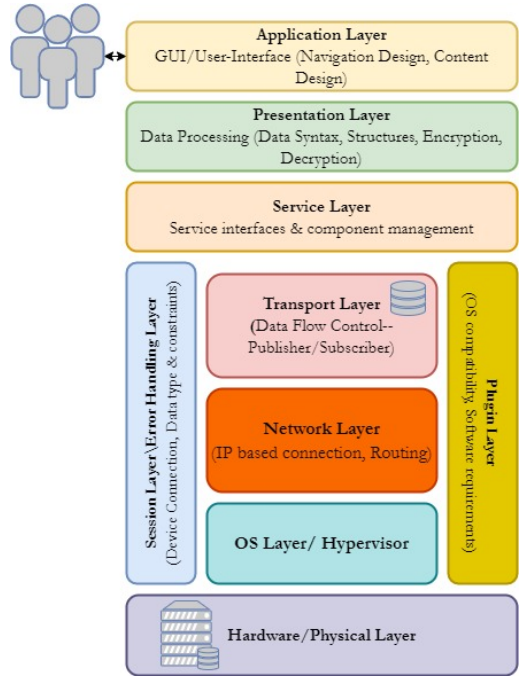 Application Layer
GUI/User-Interface (Navigation Design, Content
Design)
Presentation Layer
Data Processing (Data Syntax, Structures, Encryption,
Decryption)
Service Layer
Service interfaces & component management
Session Layer\Error Handling Layer
(Device Connection, Data type & constraints)
Transport Layer
(Data Flow Control--
Publisher/Subscriber)
Network Layer
(IP based connection, Routing)
OS Layer/ Hypervisor
Plugin Layer
(OS compatibility, Software
requirements)
Hardware/Physical Layer